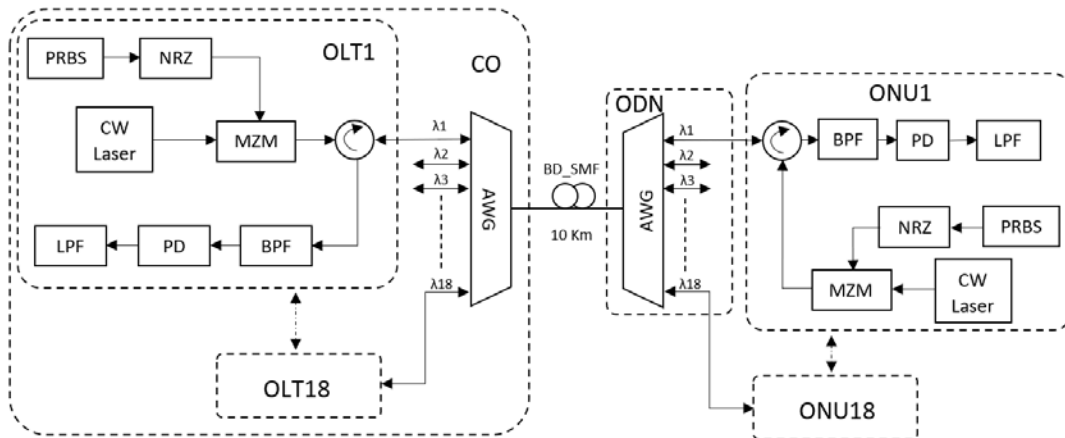 OLT1
CO
PRBS
NRZ
CW
Laser
MZM
LPF
PD
BPF
λ1
λ2
λ3
λ18
AWG
OLT18
BD_SMF
10 Km
ODN
AWG
λ1
λ2
λ3
λ18
ONU1
BPF
PD
LPF
NRZ
PRBS
MZM
CW
Laser
ONU18